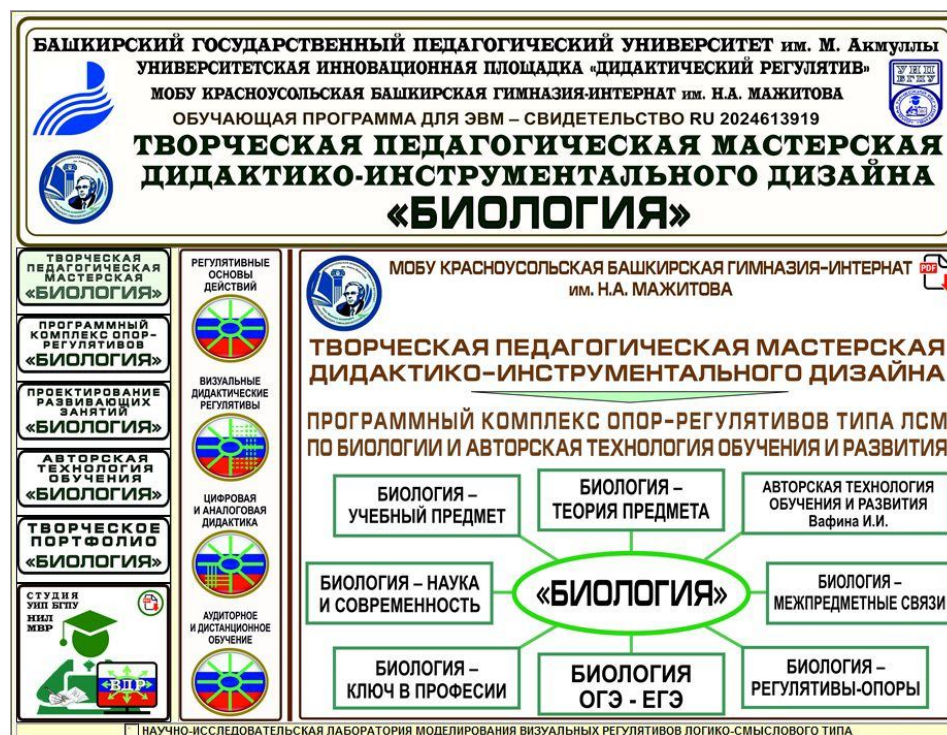 БАШКИРСКИЙ ГОСУДАРСТВЕННЫЙ ПЕДАГОГИЧЕСКИЙ УНИВЕРСИТЕТ им. М. Акмуллы
УНИВЕРСИТЕТСКАЯ ИННОВАЦИОННАЯ ПЛОЩАДКА «ДИДАКТИЧЕСКИЙ РЕГУЛЯТИВ»
МОБУ КРАСНОУСОЛЬСКАЯ БАШКИРСКАЯ ГИМНАЗИЯ-ИНТЕРНАТ им. Н.А. МАЖИТОВА
ОБУЧАЮЩАЯ ПРОГРАММА ДЛЯ ЭВМ – СВИДЕТЕЛЬСТВО RU 2024613919
ТВОРЧЕСКАЯ ПЕДАГОГИЧЕСКАЯ МАСТЕРСКАЯ
ДИДАКТИКО-ИНСТРУМЕНТАЛЬНОГО ДИЗАЙНА
«БИОЛОГИЯ»
УИП
БГПУ
ТВОРЧЕСКАЯ
ПЕДАГОГИЧЕСКАЯ
МАСТЕРСКАЯ
«БИОЛОГИЯ»
ПРОГРАММНЫЙ
КОМПЛЕКС ОПОР-
РЕГУЛЯТИВОВ
«БИОЛОГИЯ»
ПРОЕКТИРОВАНИЕ
РАЗВИВАЮЩИХ
ЗАНЯТИЙ
«БИОЛОГИЯ»
АВТОРСКАЯ
ТЕХНОЛОГИЯ
ОБУЧЕНИЯ
«БИОЛОГИЯ»
ТВОРЧЕСКОЕ
ПОРТФОЛИО
«БИОЛОГИЯ»
СТУДИЯ
УИП БГПУ
НИЛ
МВР
ВДР
РЕГУЛЯТИВНЫЕ
ОСНОВЫ
ДЕЙСТВИЙ
ВИЗУАЛЬНЫЕ
ДИДАКТИЧЕСКИЕ
РЕГУЛЯТИВЫ
ЦИФРОВАЯ
И АНАЛОГОВАЯ
ДИДАКТИКА
АУДИТОРНОЕ
И ДИСТАНЦИОННОЕ
ОБУЧЕНИЕ
МОБУ КРАСНОУСОЛЬСКАЯ БАШКИРСКАЯ ГИМНАЗИЯ-ИНТЕРНАТ
им. Н.А. МАЖИТОВА
PDF
ТВОРЧЕСКАЯ ПЕДАГОГИЧЕСКАЯ МАСТЕРСКАЯ
ДИДАКТИКО-ИНСТРУМЕНТАЛЬНОГО ДИЗАЙНА
ПРОГРАММНЫЙ КОМПЛЕКС ОПОР-РЕГУЛЯТИВОВ ТИПА ЛСМ
ПО БИОЛОГИИ И АВТОРСКАЯ ТЕХНОЛОГИЯ ОБУЧЕНИЯ И РАЗВИТИЯ
БИОЛОГИЯ –
УЧЕБНЫЙ ПРЕДМЕТ
БИОЛОГИЯ –
ТЕОРИЯ ПРЕДМЕТА
АВТОРСКАЯ ТЕХНОЛОГИЯ
ОБУЧЕНИЯ И РАЗВИТИЯ
Вафина И.И.
БИОЛОГИЯ – НАУКА
И СОВРЕМЕННОСТЬ
«БИОЛОГИЯ»
БИОЛОГИЯ –
МЕЖПРЕДМЕТНЫЕ СВЯЗИ
БИОЛОГИЯ –
КЛЮЧ В ПРОФЕСИИ
БИОЛОГИЯ
ОГЭ - ЕГЭ
БИОЛОГИЯ –
РЕГУЛЯТИВЫ-ОПОРЫ
НАУЧНО-ИССЛЕДОВАТЕЛЬСКАЯ ЛАБОРАТОРИЯ МОДЕЛИРОВАНИЯ ВИЗУАЛЬНЫХ РЕГУЛЯТИВОВ ЛОГИКО-СМЫСЛОВОГО ТИПА